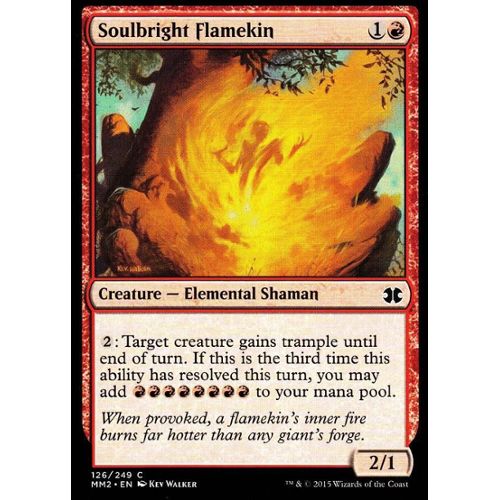 Soulbright Flamekin 1
KEV WALKER
Creature — Elemental Shaman
2: Target creature gains trample until
end of turn. If this is the third time this
ability has resolved this turn, you may
add to your mana pool.
When provoked, a flamekin's inner fire
burns far hotter than any giant's forge.
2/1
126/249 C
MM2 • EN KEV WALKER ™ & © 2015 Wizards of the Coast